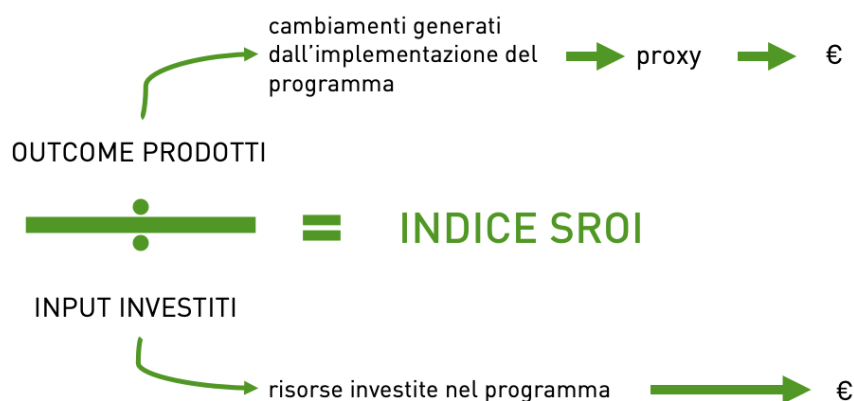 cambiamenti generati
dall'implementazione del
programma
proxy
€
OUTCOME PRODOTTI
= INDICE SROI
INPUT INVESTITI
risorse investite nel programma
€